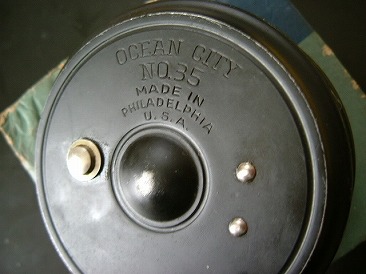 OCEAN CITY
NO.35
MADE IN
PHILADELPHIA
U.S.A.